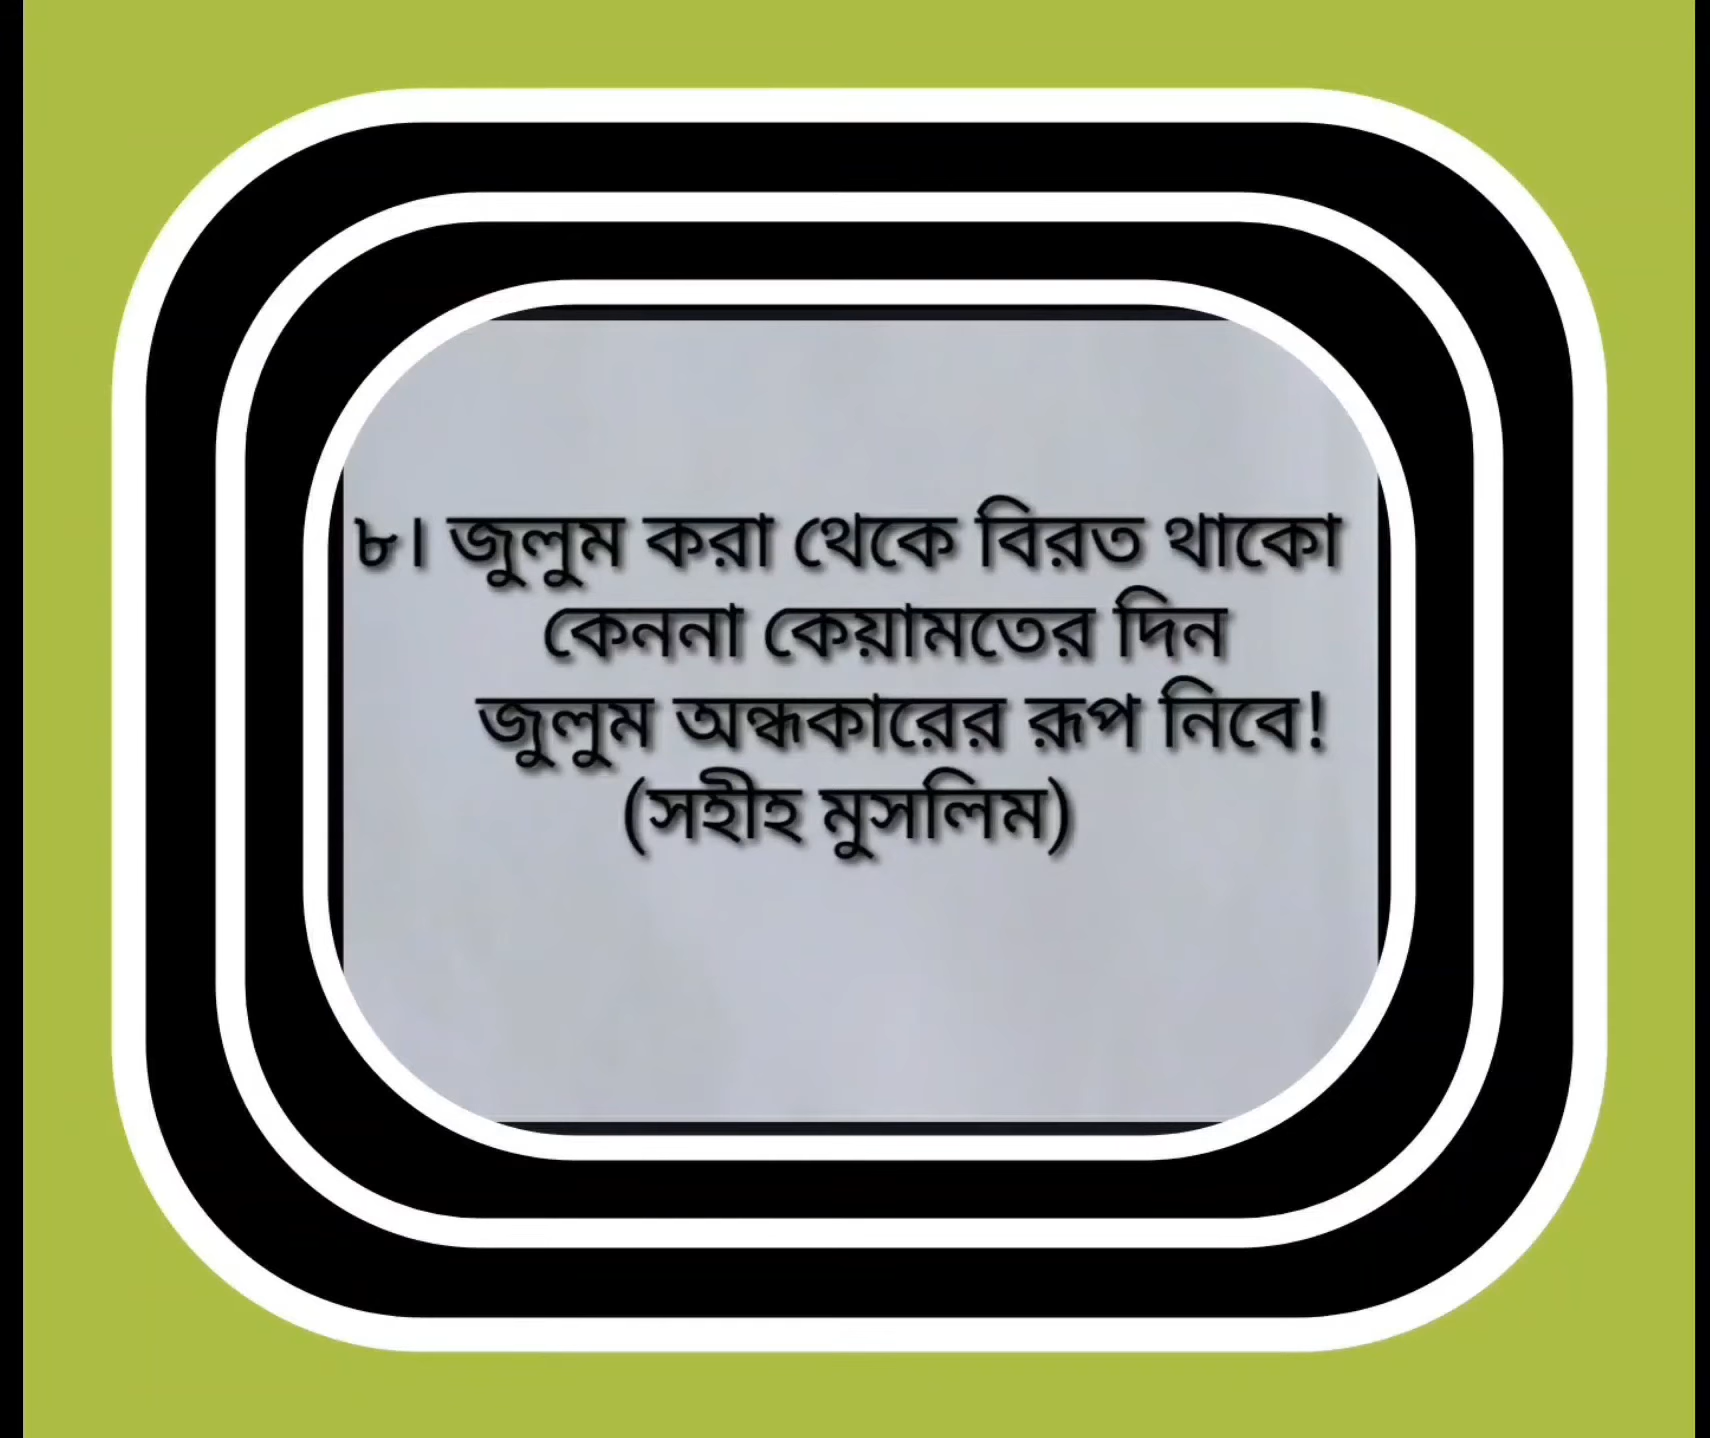 ৮। জুলুম করা থেকে বিরত থাকো
কেননা কেয়ামতের দিন
জুলুম অন্ধকারের রূপ নিবে!
(সহীহ মুসলিম)